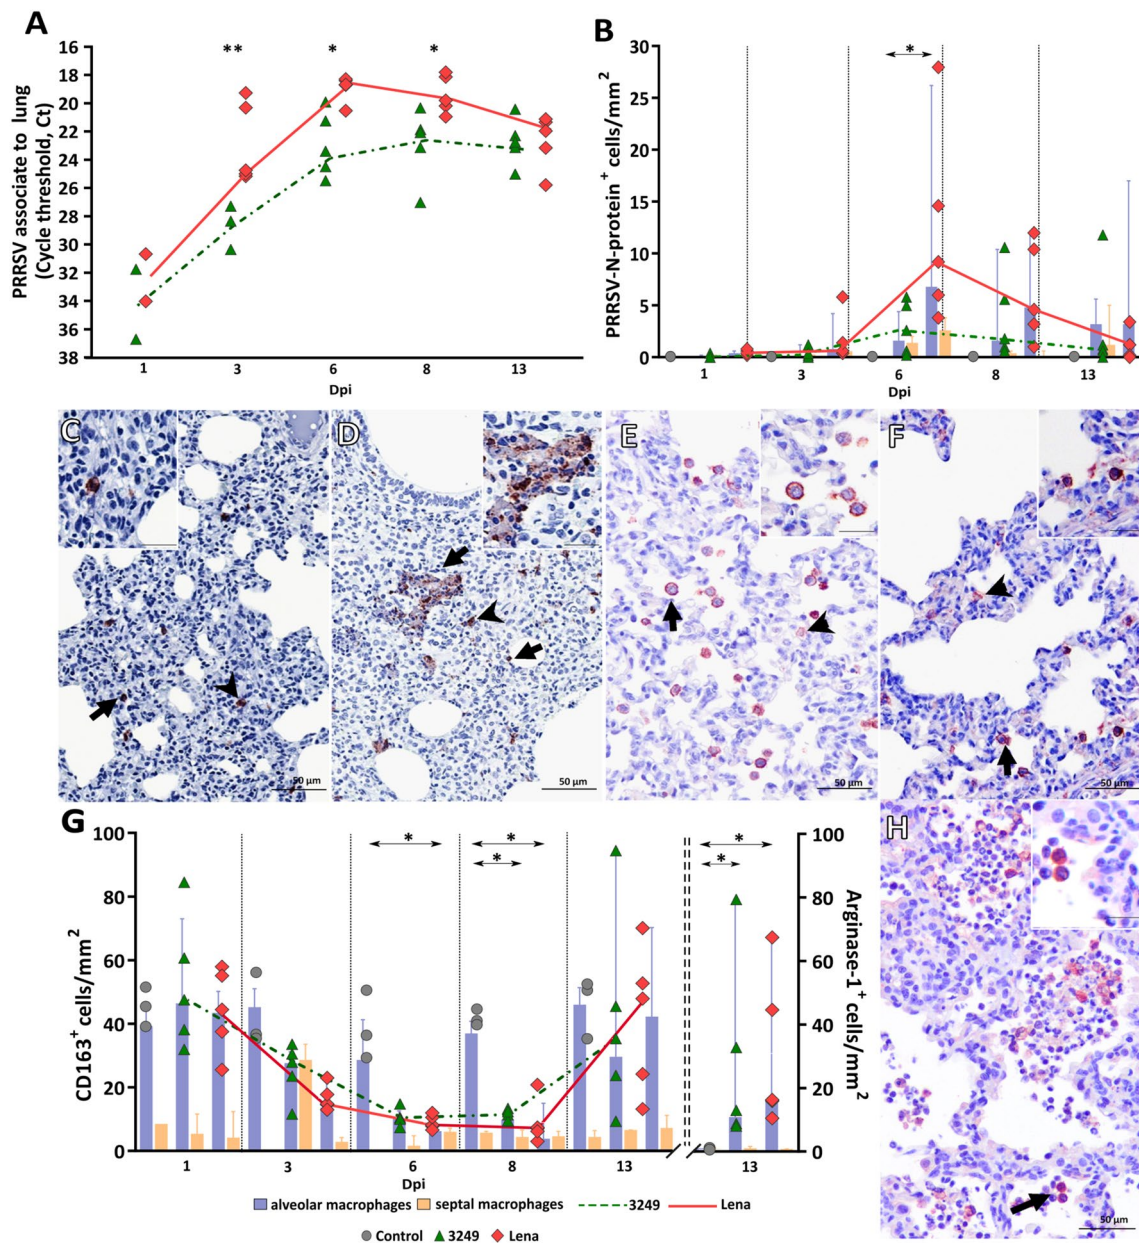 A
PRRSV associate to lung
(Cycle threshold, Ct)
16
18
20
22
24
26
28
30
32
34
36
38
** * *
1 3 6 8 13
Dpi
B
PRRSV-N-protein+ cells/mm2
30
25
20
15
10
5
0
*
1 3 6 8 13
Dpi
C D E F
50 µm 50 µm 50 µm 50 µm
G
CD163+ cells/mm2
100
80
60
40
20
0
* * * * *
1 3 6 8 13 13
Dpi
100
80
60
40
20
0
Arginase-1+ cells/mm2
alveolar macrophages septal macrophages 3249 Lena
Control 3249 Lena
H
50 µm